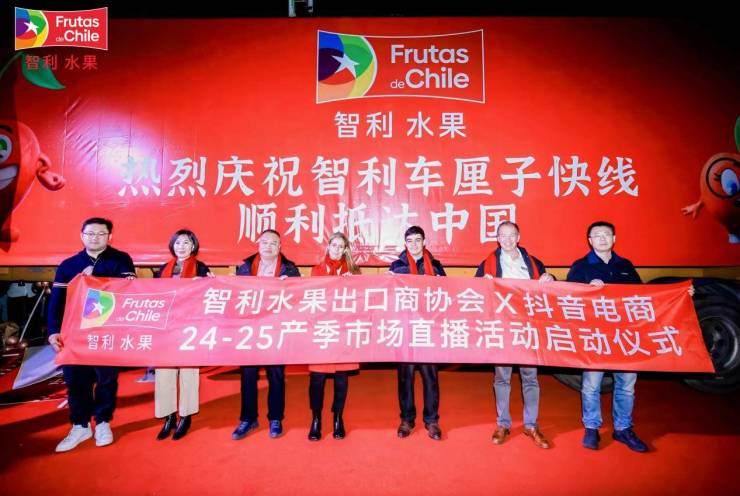 Frutas
de Chile
智利 水果
Frutas
de Chile
智利 水果
热烈庆祝智利车厘子快线
顺利抵达中国
Frutas
de Chile
智利 水果
智利水果出口商协会 X 抖音电商
24-25产季市场直播活动启动仪式